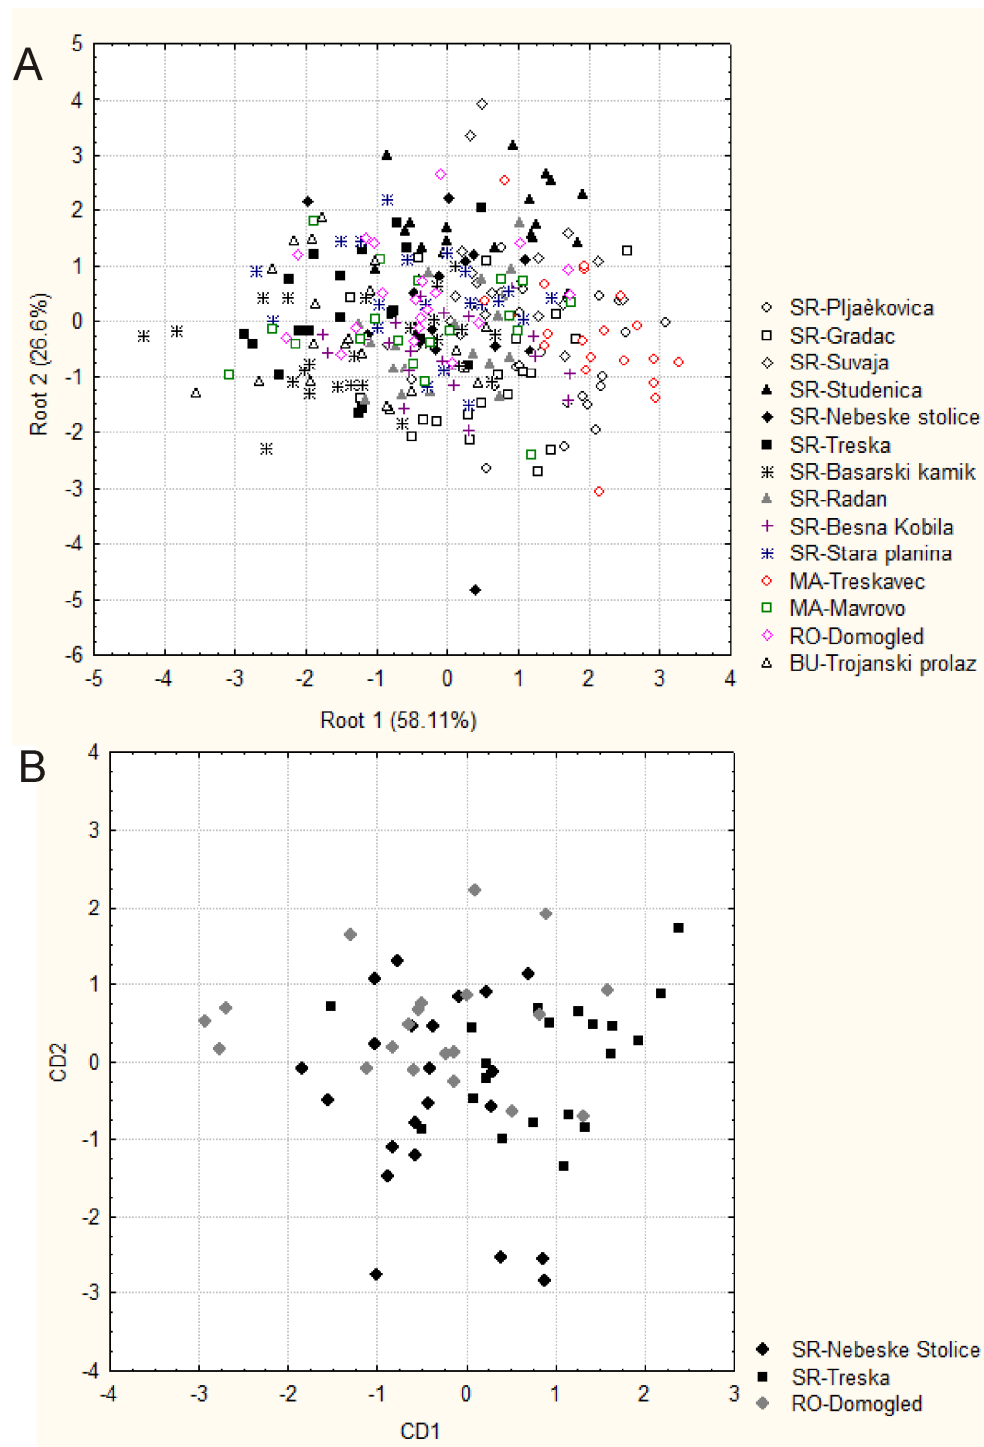 A
5
4
3
2
1
0
-1
-2
-3
-4
-5
-6
Root 2 (26.6%)
-5 -4 -3 -2 -1 0 1 2 3 4
Root 1 (58.11%)
SR-Pljaèkovica
SR-Gradac
SR-Suvaja
SR-Studenica
SR-Nebeske stolice
SR-Treska
SR-Basarski kamik
SR-Radan
SR-Besna Kobila
SR-Stara planina
MA-Treskavec
MA-Mavrovo
RO-Domogled
BU-Trojanski prolaz
B
4
3
2
1
0
-1
-2
-3
-4
CD2
-4 -3 -2 -1 0 1 2 3
CD1
SR-Nebeske Stolice
SR-Treska
RO-Domogled